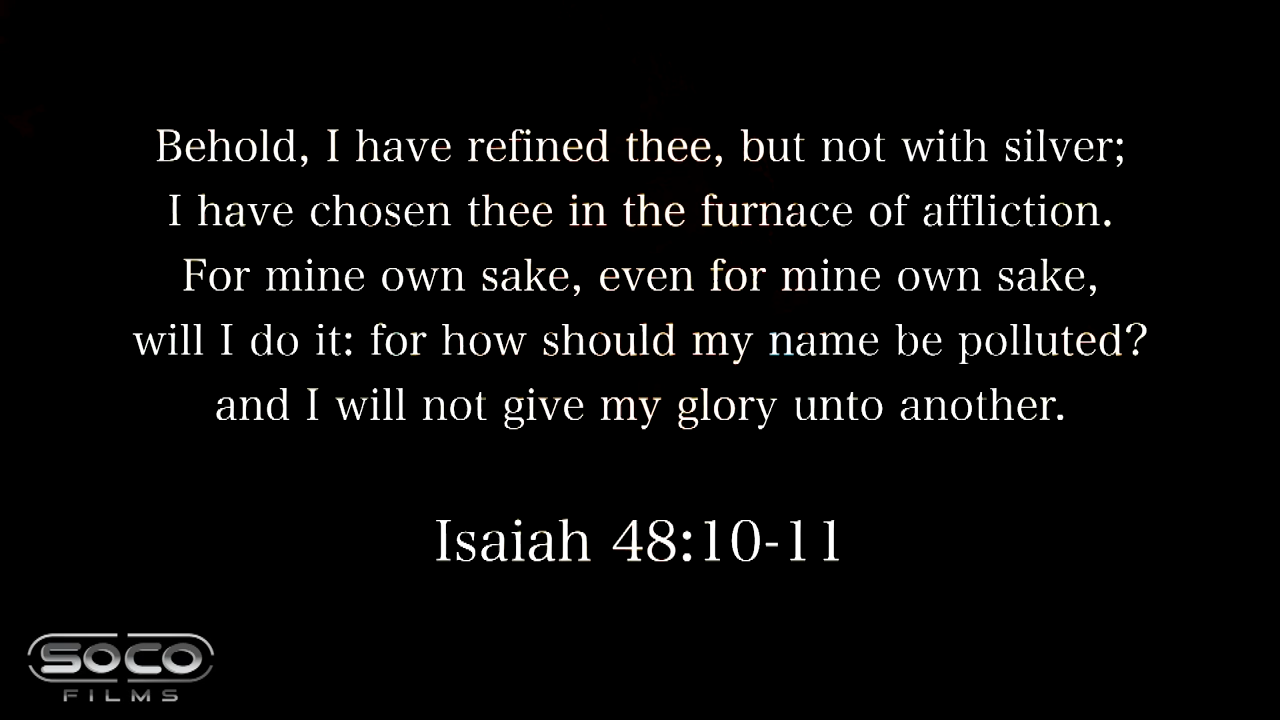 Behold, I have refined thee, but not with silver;
I have chosen thee in the furnace of affliction.
For mine own sake, even for mine own sake,
will I do it: for how should my name be polluted?
and I will not give my glory unto another.
Isaiah 48:10-11
SOCO
FILMS